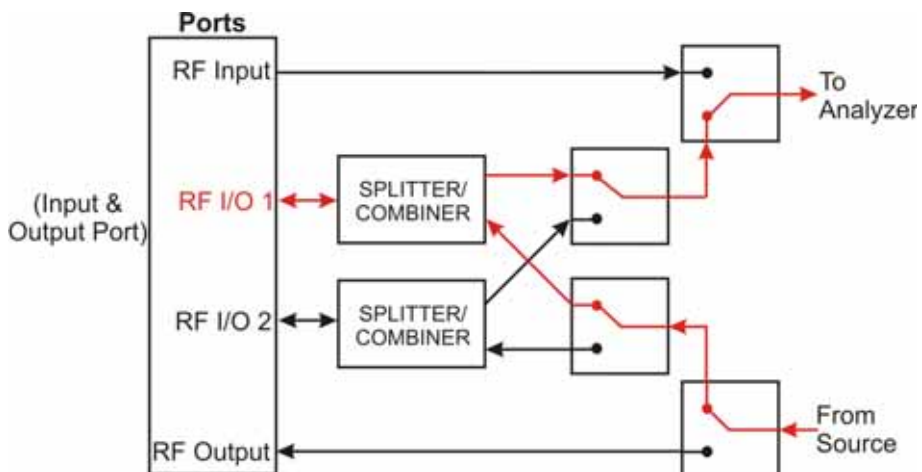 Ports
RF Input
To
Analyzer
RF I/O 1
SPLITTER/
COMBINER
(Input &
Output Port)
RF I/O 2
SPLITTER/
COMBINER
From
Source
RF Output